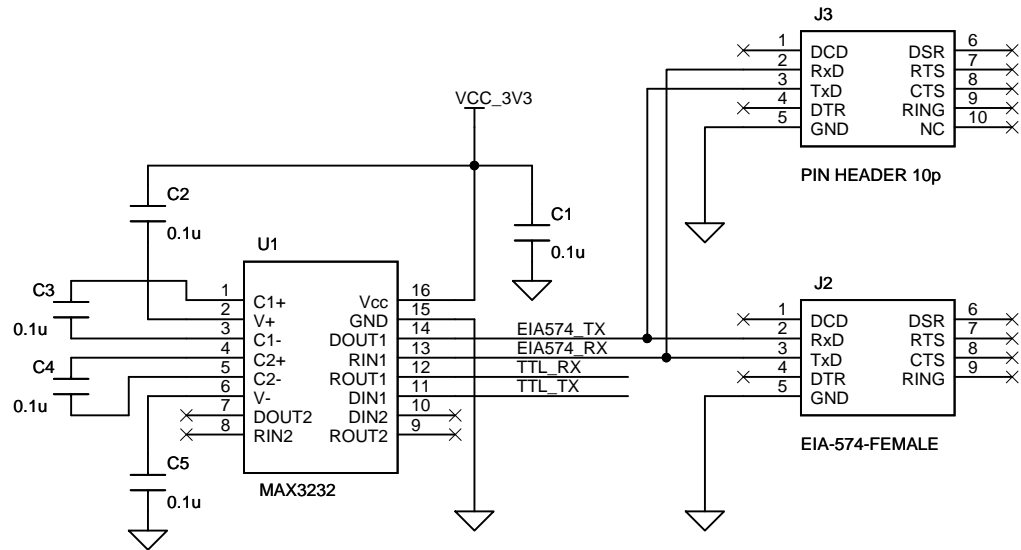 J3
1 DCD DSR 6
2 RxD RTS 7
3 TxD CTS 8
4 DTR RING 9
5 GND NC 10
PIN HEADER 10p
VCC_3V3
C2
0.1u
C1
0.1u
U1
C3
0.1u
C4
0.1u
1 C1+ Vcc 16
2 V+ GND 15
3 C1- DOUT1 14 EIA574_TX
4 C2+ RIN1 13 EIA574_RX
5 C2- ROUT1 12 TTL_RX
6 V- DIN1 11 TTL_TX
7 DOUT2 DIN2 10
8 RIN2 ROUT2 9
MAX3232
C5
0.1u
J2
1 DCD DSR 6
2 RxD RTS 7
3 TxD CTS 8
4 DTR RING 9
5 GND
EIA-574-FEMALE